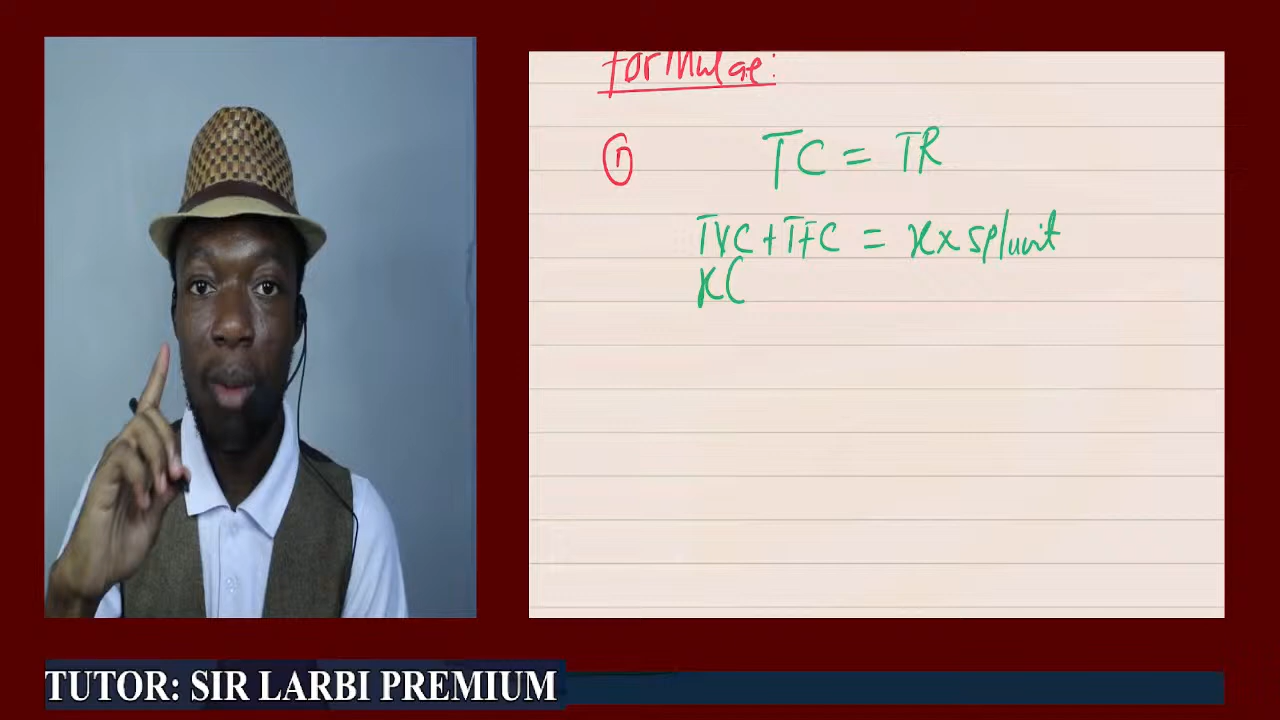 formulae:
① TC = TR
TVC + TFC = x x sp/unit
x(
TUTOR: SIR LARBI PREMIUM